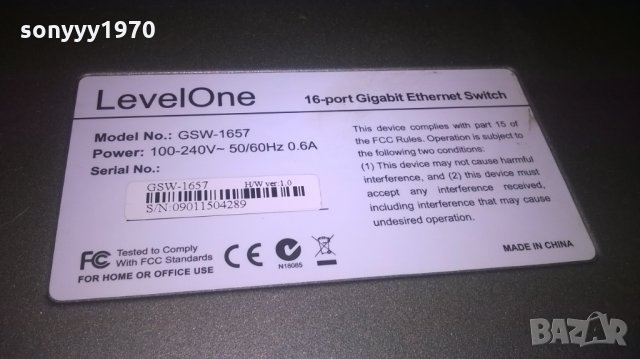 sonyyy1970
LevelOne
16-port Gigabit Ethernet Switch
Model No.: GSW-1657
Power: 100-240V~ 50/60Hz 0.6A
Serial No.:
GSW-1657 H/W ver:1.0
S/N:09011504289
This device complies with part 15 of
the FCC Rules. Operation is subject to
the following two conditions:
(1) This device may not cause harmful
interference, and (2) this device must
accept any interference received,
including interference that may cause
undesired operation.
FC Tested to Comply
With FCC Standards
FOR HOME OR OFFICE USE
CE
N18085
MADE IN CHINA
BAZAR
.bg